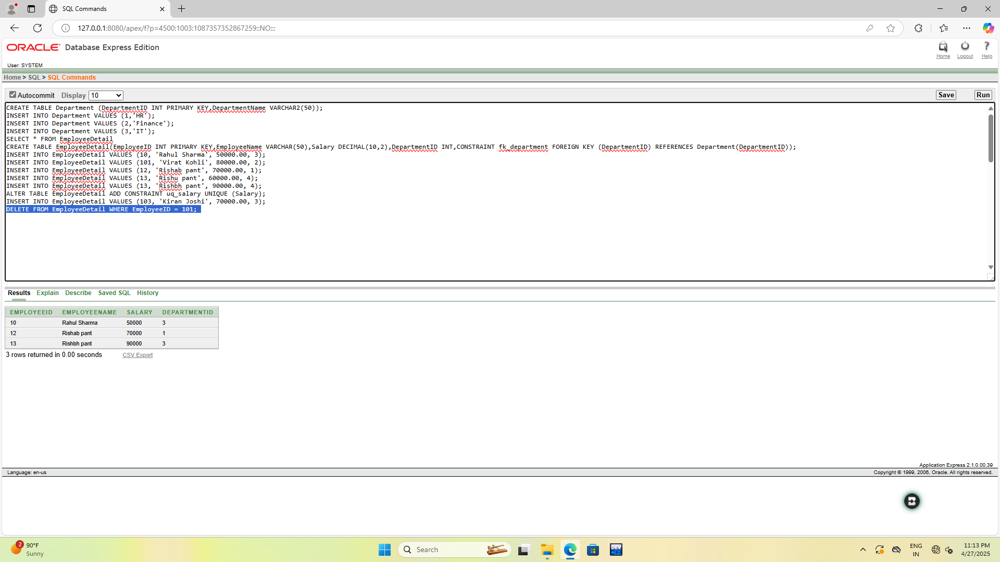 SQL Commands
127.0.0.1:8080/apex/f?p=4500:1003:1087357352867259::NO:::
ORACLE Database Express Edition
Home Logout Help
User: SYSTEM
Home > SQL > SQL Commands
Autocommit Display 10 Save Run
CREATE TABLE Department (DepartmentID INT PRIMARY KEY,DepartmentName VARCHAR2(50));
INSERT INTO Department VALUES (1,'HR');
INSERT INTO Department VALUES (2,'Finance');
INSERT INTO Department VALUES (3,'IT');
SELECT * FROM EmployeeDetail
CREATE TABLE EmployeeDetail(EmployeeID INT PRIMARY KEY,EmployeeName VARCHAR(50),Salary DECIMAL(10,2),DepartmentID INT,CONSTRAINT fk_department FOREIGN KEY (DepartmentID) REFERENCES Department(DepartmentID));
INSERT INTO EmployeeDetail VALUES (10, 'Rahul Sharma', 50000.00, 3);
INSERT INTO EmployeeDetail VALUES (101, 'Virat Kohli', 80000.00, 2);
INSERT INTO EmployeeDetail VALUES (12, 'Rishab pant', 70000.00, 1);
INSERT INTO EmployeeDetail VALUES (13, 'Rishu pant', 60000.00, 4);
INSERT INTO EmployeeDetail VALUES (13, 'Rishbh pant', 90000.00, 4);
ALTER TABLE EmployeeDetail ADD CONSTRAINT uq_salary UNIQUE (Salary);
INSERT INTO EmployeeDetail VALUES (103, 'Kiran Joshi', 70000.00, 3);
DELETE FROM EmployeeDetail WHERE EmployeeID = 101;
Results Explain Describe Saved SQL History
EMPLOYEEID EMPLOYEENAME SALARY DEPARTMENTID
10 Rahul Sharma 50000 3
12 Rishab pant 70000 1
13 Rishbh pant 90000 3
3 rows returned in 0.00 seconds CSV Export
Application Express 2.1.0.00.39
Language: en-us Copyright © 1999, 2006, Oracle. All rights reserved.
2 90°F
Sunny
Search
DEV
ENG
IN
11:13 PM
4/27/2025